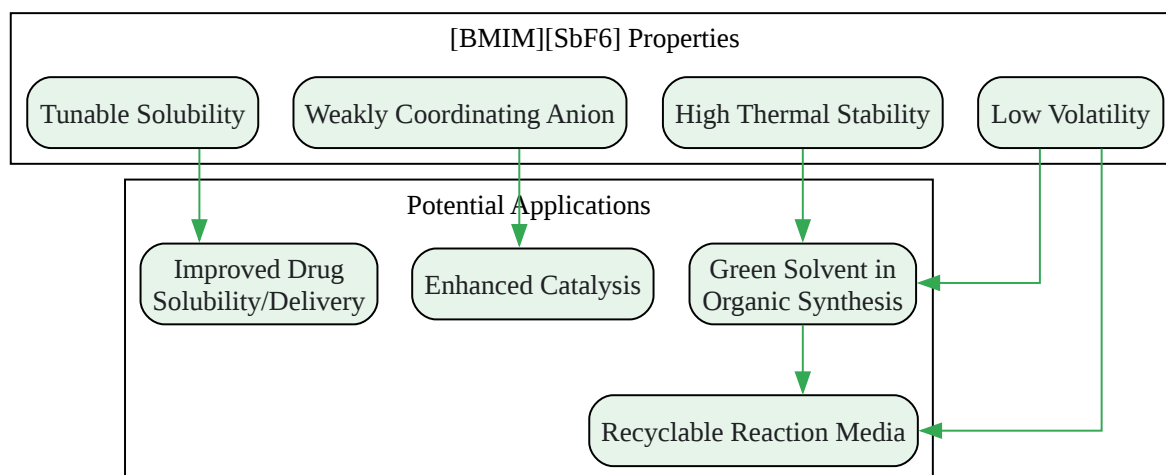 [BMIM][SbF6] Properties
Tunable Solubility
Weakly Coordinating Anion
High Thermal Stability
Low Volatility
Potential Applications
Improved Drug
Solubility/Delivery
Enhanced Catalysis
Green Solvent in
Organic Synthesis
Recyclable Reaction Media